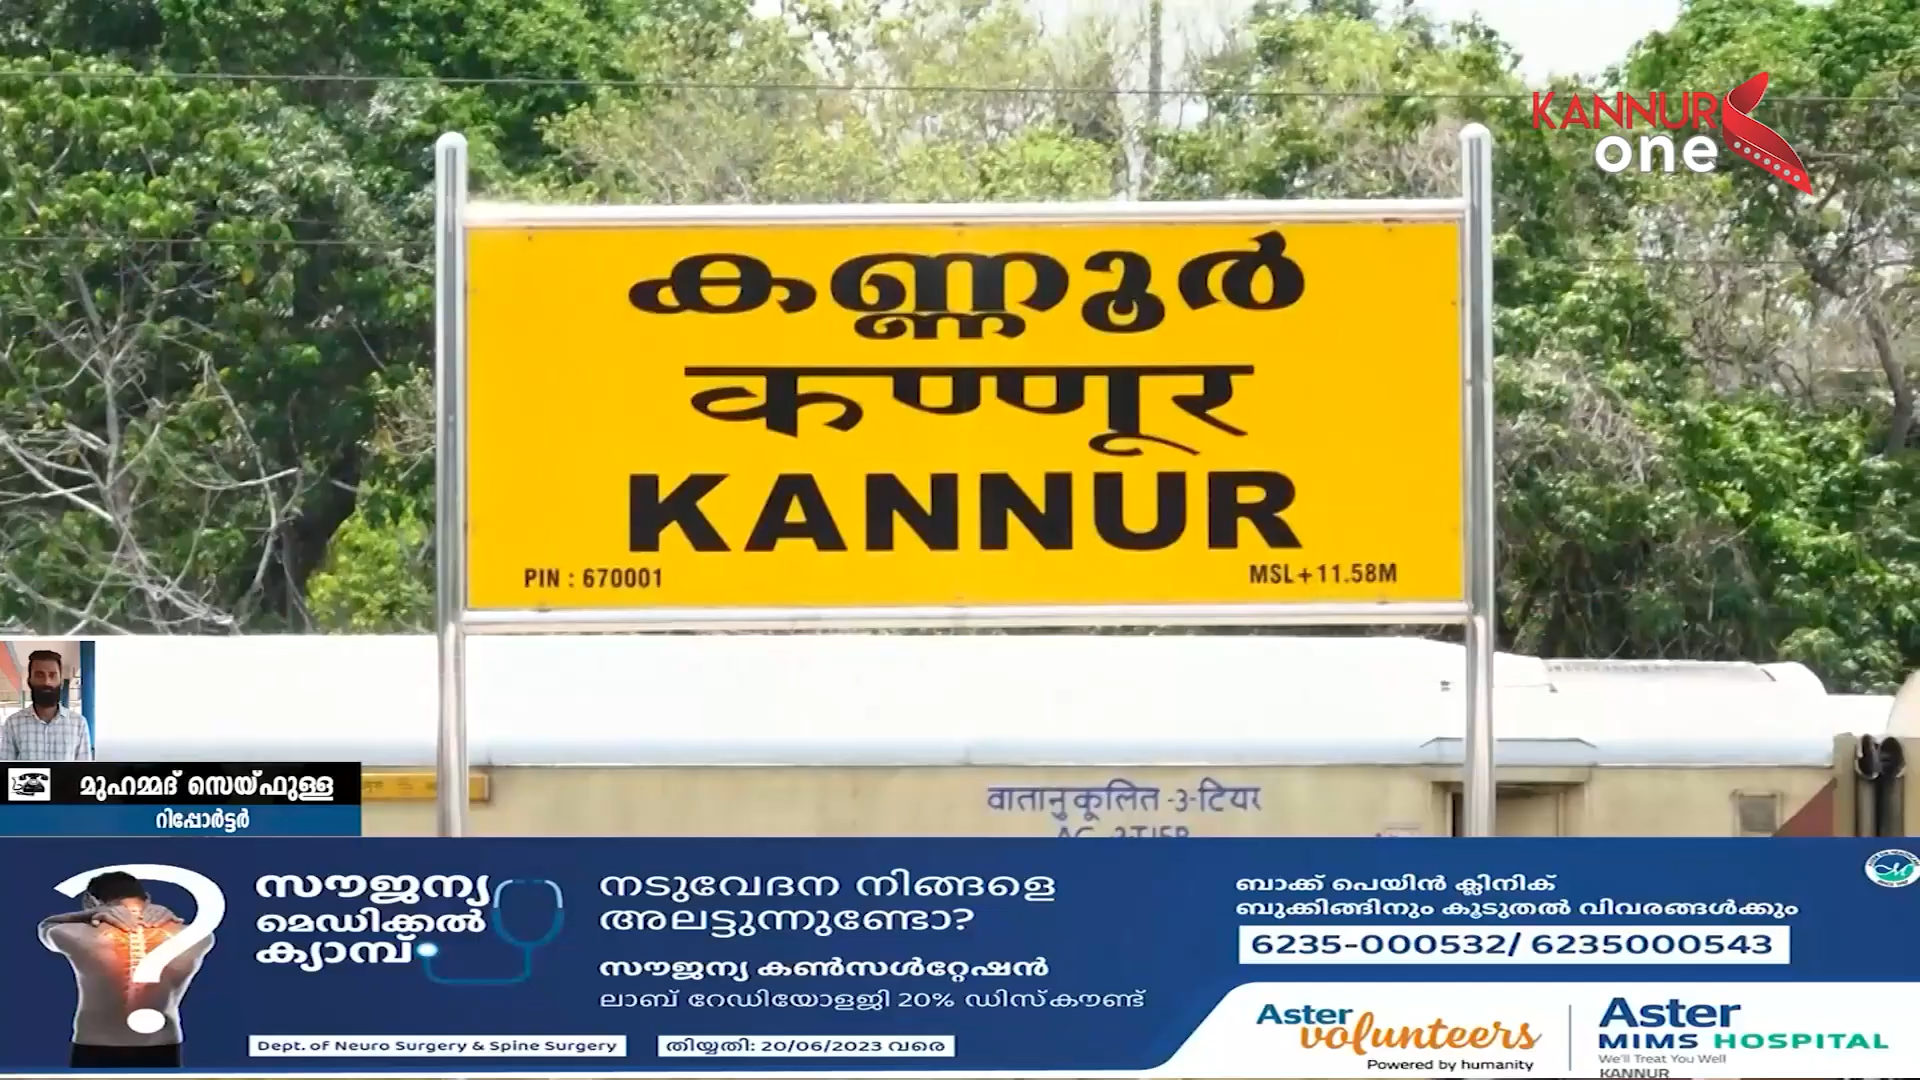 KANNUR
one
കണ്ണൂർ
कण्णूर
KANNUR
PIN : 670001
MSL+11.58M
वातानुकूलित -3-टियर
മുഹമ്മദ് സെയ്ഫുള്ള
റിപ്പോർട്ടർ
സൗജന്യ
മെഡിക്കൽ
ക്യാമ്പ്
Dept. of Neuro Surgery & Spine Surgery
നടുവേദന നിങ്ങളെ
അലട്ടുന്നുണ്ടോ?
സൗജന്യ കൺസൾറ്റേഷൻ
ലാബ് റേഡിയോളജി 20% ഡിസ്കൗണ്ട്
തിയ്യതി: 20/06/2023 വരെ
ബാക്ക് പെയിൻ ക്ലിനിക്
ബുക്കിങ്ങിനും കൂടുതൽ വിവരങ്ങൾക്കും
6235-000532/ 6235000543
Aster
volunteers
Powered by humanity
Aster
MIMS HOSPITAL
We'll Treat You Well
KANNUR